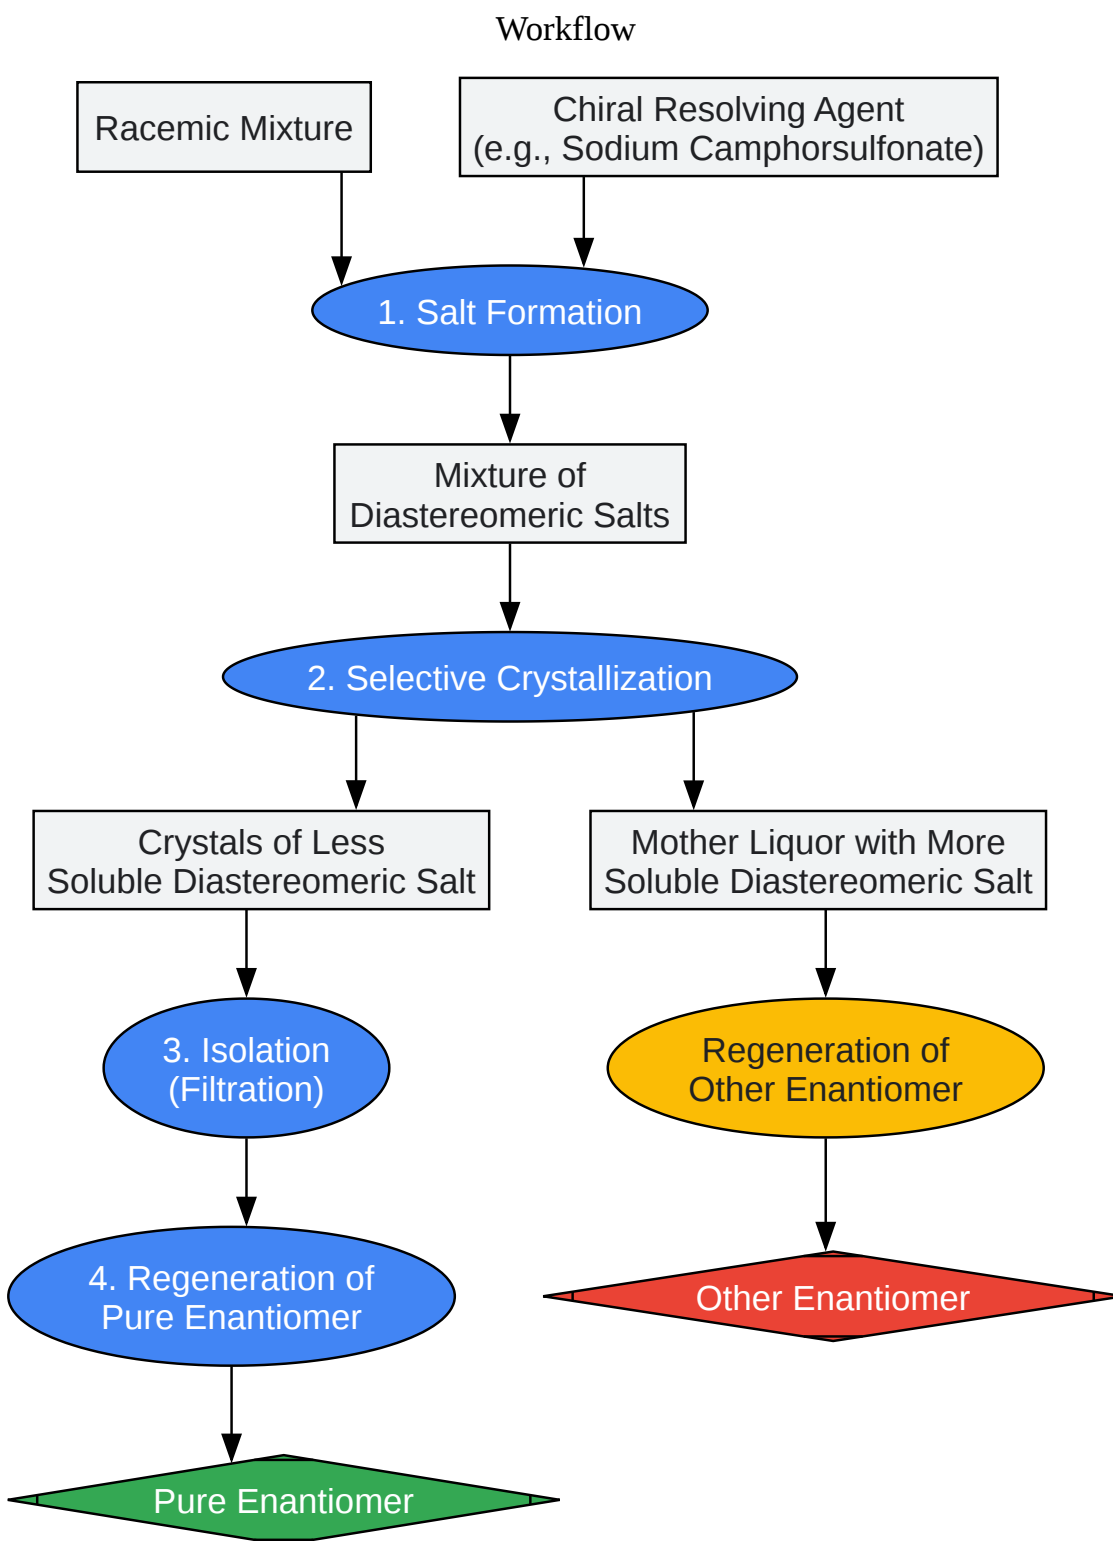 Workflow
Racemic Mixture
Chiral Resolving Agent
(e.g., Sodium Camphorsulfonate)
1. Salt Formation
Mixture of
Diastereomeric Salts
2. Selective Crystallization
Crystals of Less
Soluble Diastereomeric Salt
Mother Liquor with More
Soluble Diastereomeric Salt
3. Isolation
(Filtration)
Regeneration of
Other Enantiomer
4. Regeneration of
Pure Enantiomer
Other Enantiomer
Pure Enantiomer